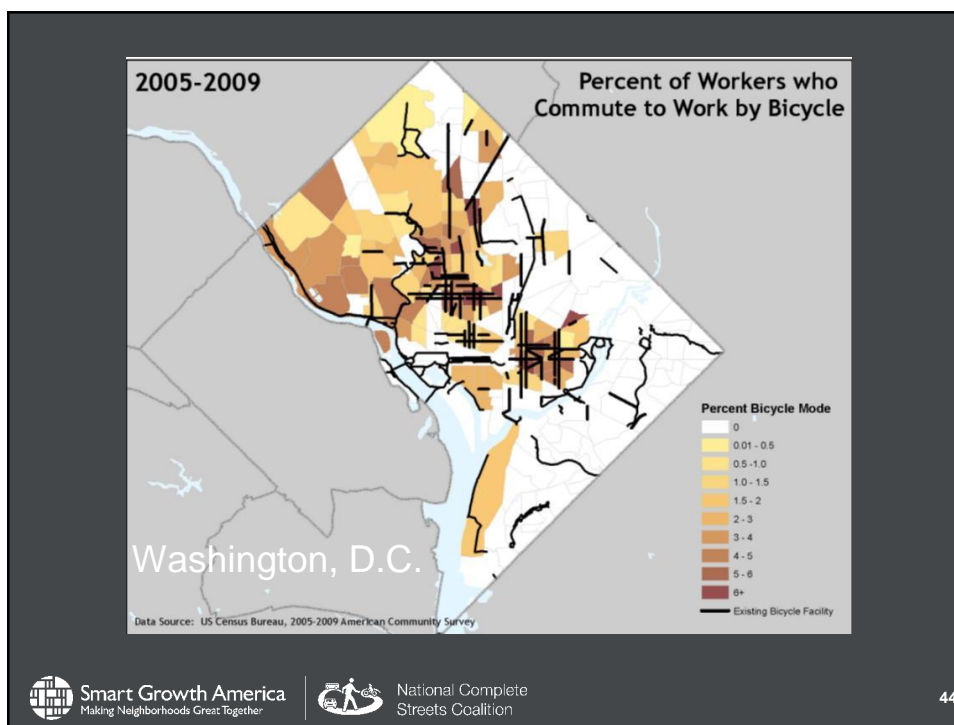 2005-2009
Percent of Workers who
Commute to Work by Bicycle
Percent Bicycle Mode
0
0.01 - 0.5
0.5 -1.0
1.0 - 1.5
1.5 - 2
2 - 3
3 - 4
4 - 5
5 - 6
6+
Existing Bicycle Facility
Washington, D.C.
Data Source: US Census Bureau, 2005-2009 American Community Survey
Smart Growth America
Making Neighborhoods Great Together
National Complete
Streets Coalition
44